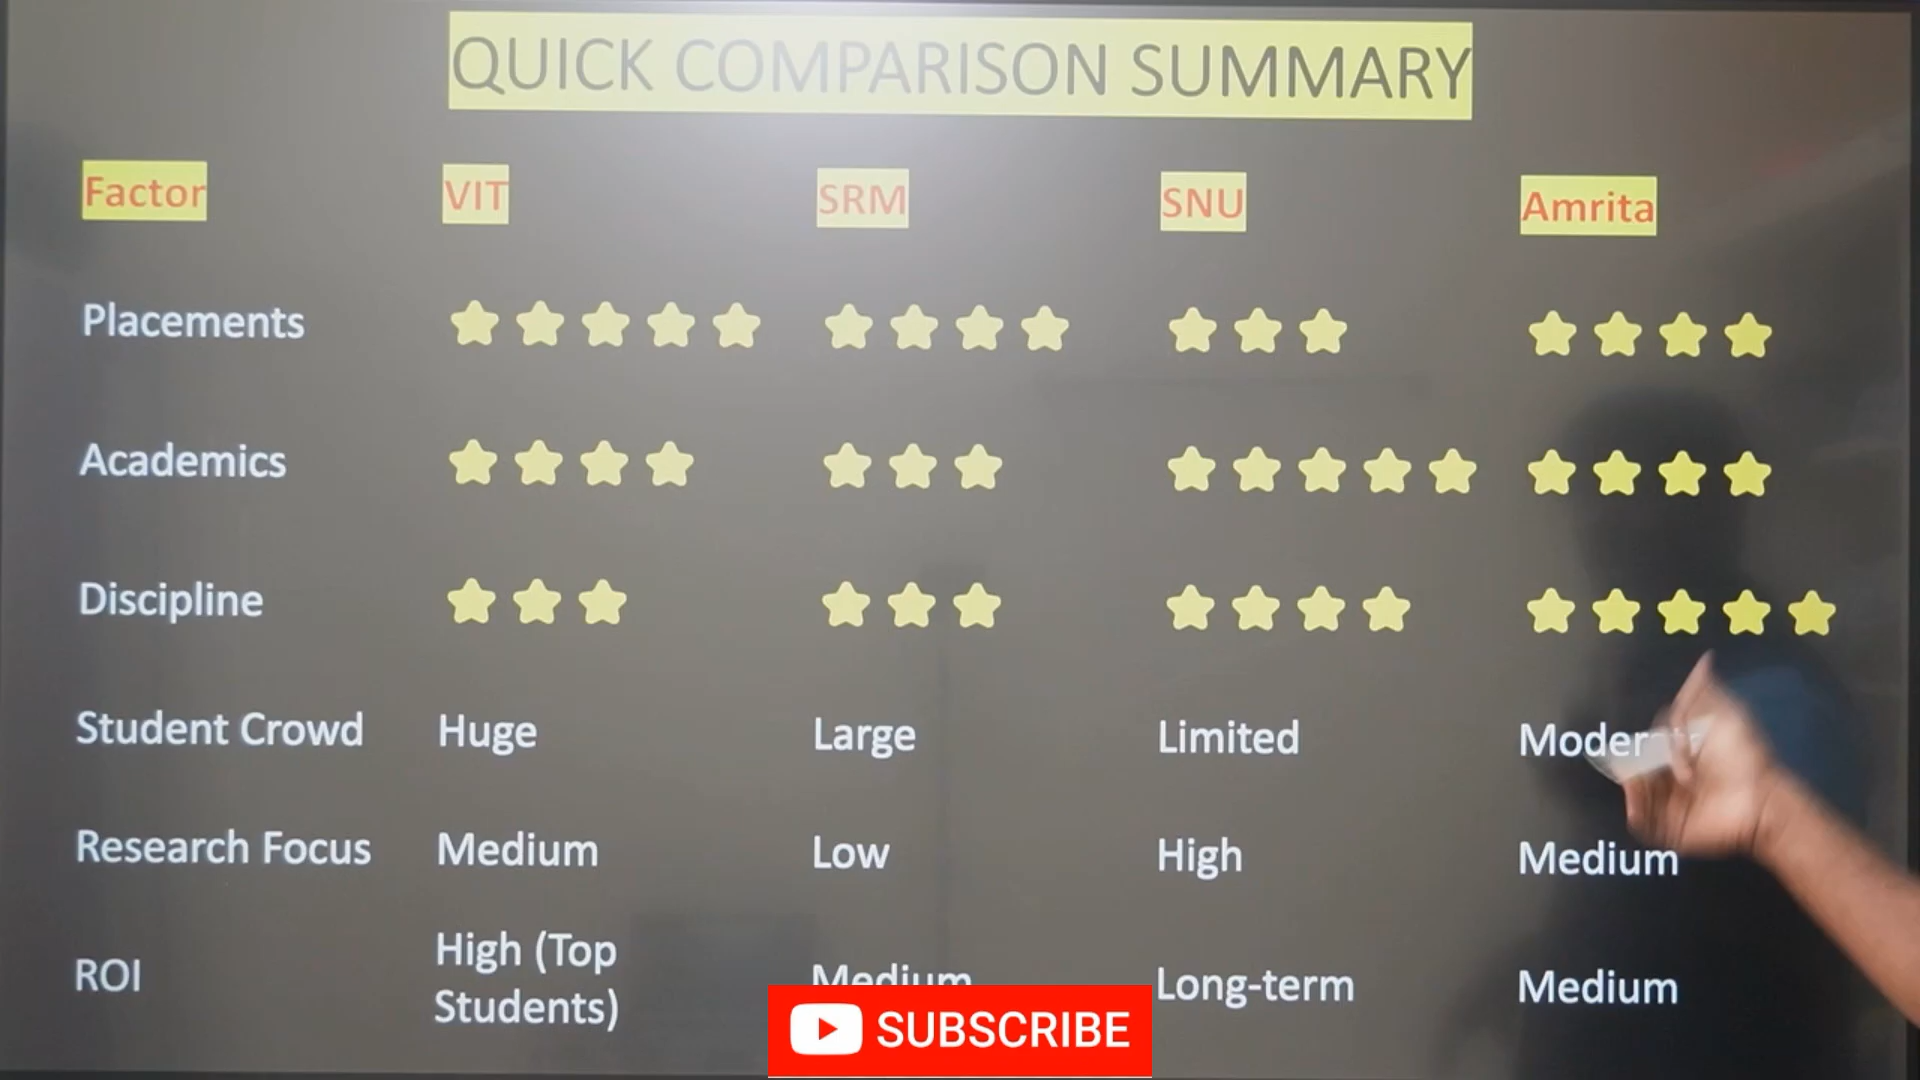 QUICK COMPARISON SUMMARY
Factor VIT SRM SNU Amrita
Placements
Academics
Discipline
Student Crowd Huge Large Limited
Research Focus Medium Low High Medium
ROI High (Top Students) Medium Long-term Medium
SUBSCRIBE